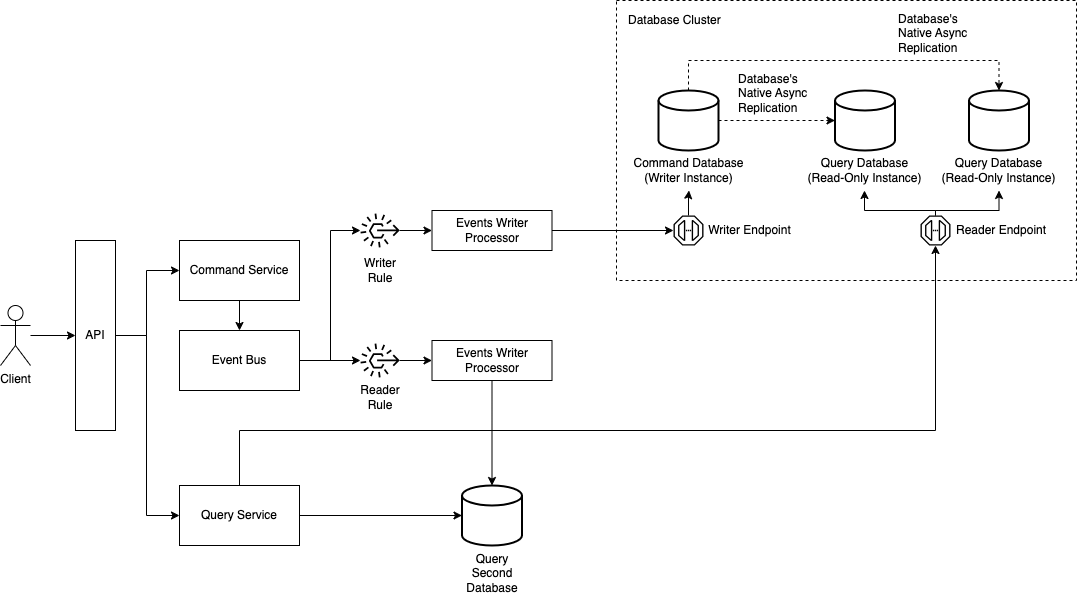 Database Cluster
Database's
Native Async
Replication
Database's
Native Async
Replication
Command Database
(Writer Instance)
Query Database
(Read-Only Instance)
Query Database
(Read-Only Instance)
Writer Endpoint
Reader Endpoint
Events Writer
Processor
Writer
Rule
Command Service
API
Client
Event Bus
Events Writer
Processor
Reader
Rule
Query Service
Query
Second
Database